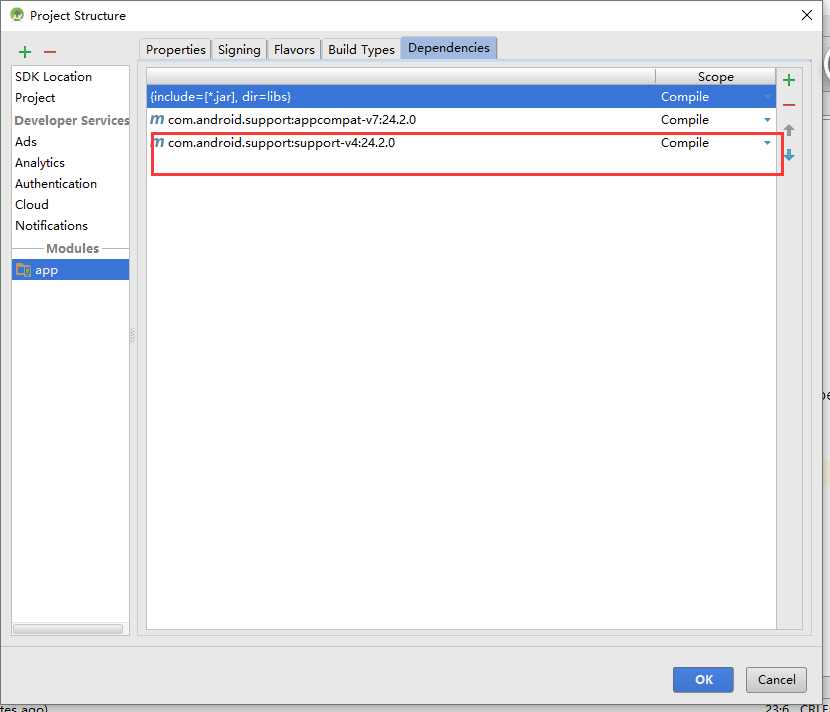 Project Structure
Properties Signing Flavors Build Types Dependencies
SDK Location
Project
Developer Services
Ads
Analytics
Authentication
Cloud
Notifications
Modules
app
Scope
{include=[*.jar], dir=libs} Compile
m com.android.support:appcompat-v7:24.2.0 Compile
m com.android.support:support-v4:24.2.0 Compile
OK Cancel
tes ago) 23:6 CRLF